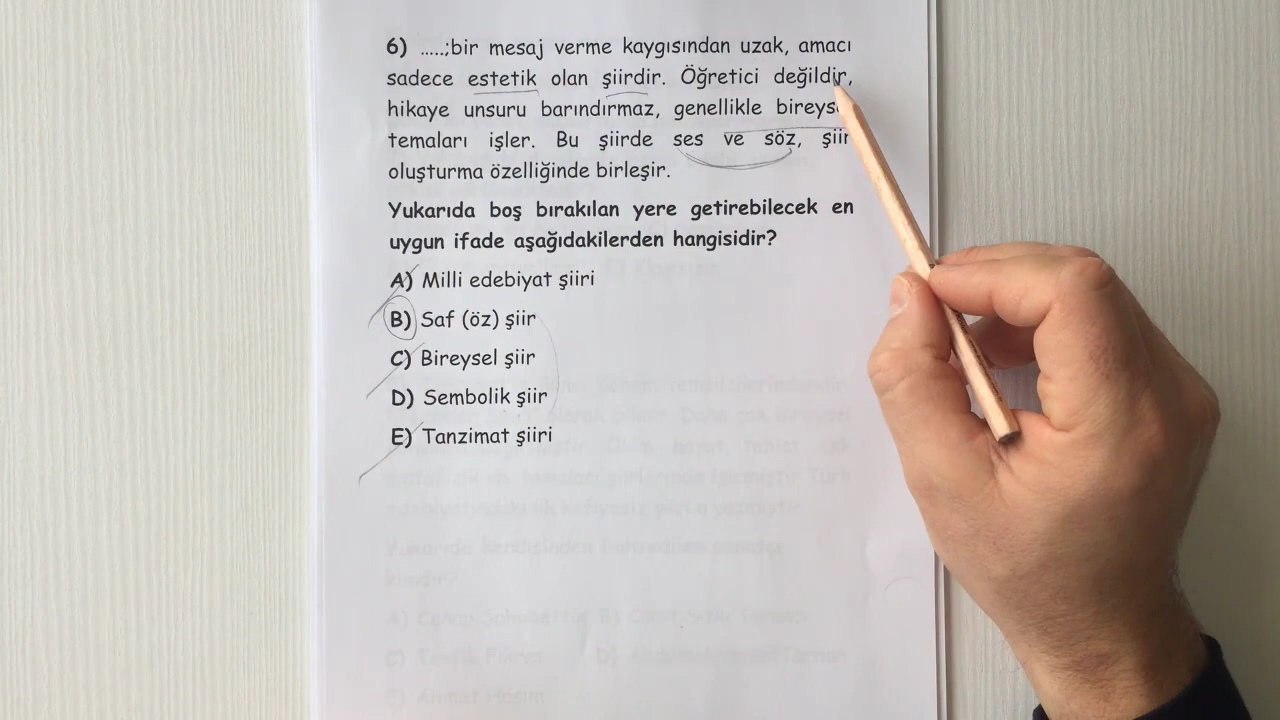 6) .....;bir mesaj verme kaygısından uzak, amacı
sadece estetik olan şiirdir. Öğretici değildir,
hikaye unsuru barındırmaz, genellikle
temaları işler. Bu şiirde ses ve söz, şiir
oluşturma özelliğinde birleşir.
Yukarıda boş bırakılan yere getirebilecek en
uygun ifade aşağıdakilerden hangisidir?
A) Milli edebiyat şiiri
B) Saf (öz) şiir
C) Bireysel şiir
D) Sembolik şiir
E) Tanzimat şiiri